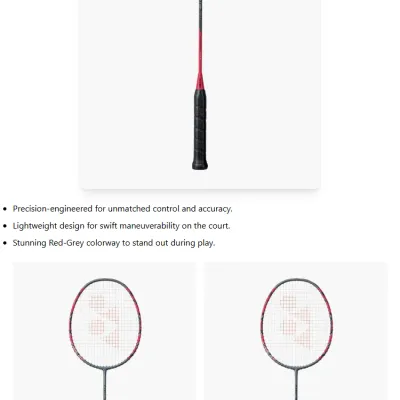 Precision-engineered for unmatched control and accuracy.
Lightweight design for swift maneuverability on the court.
Stunning Red-Grey colorway to stand out during play.